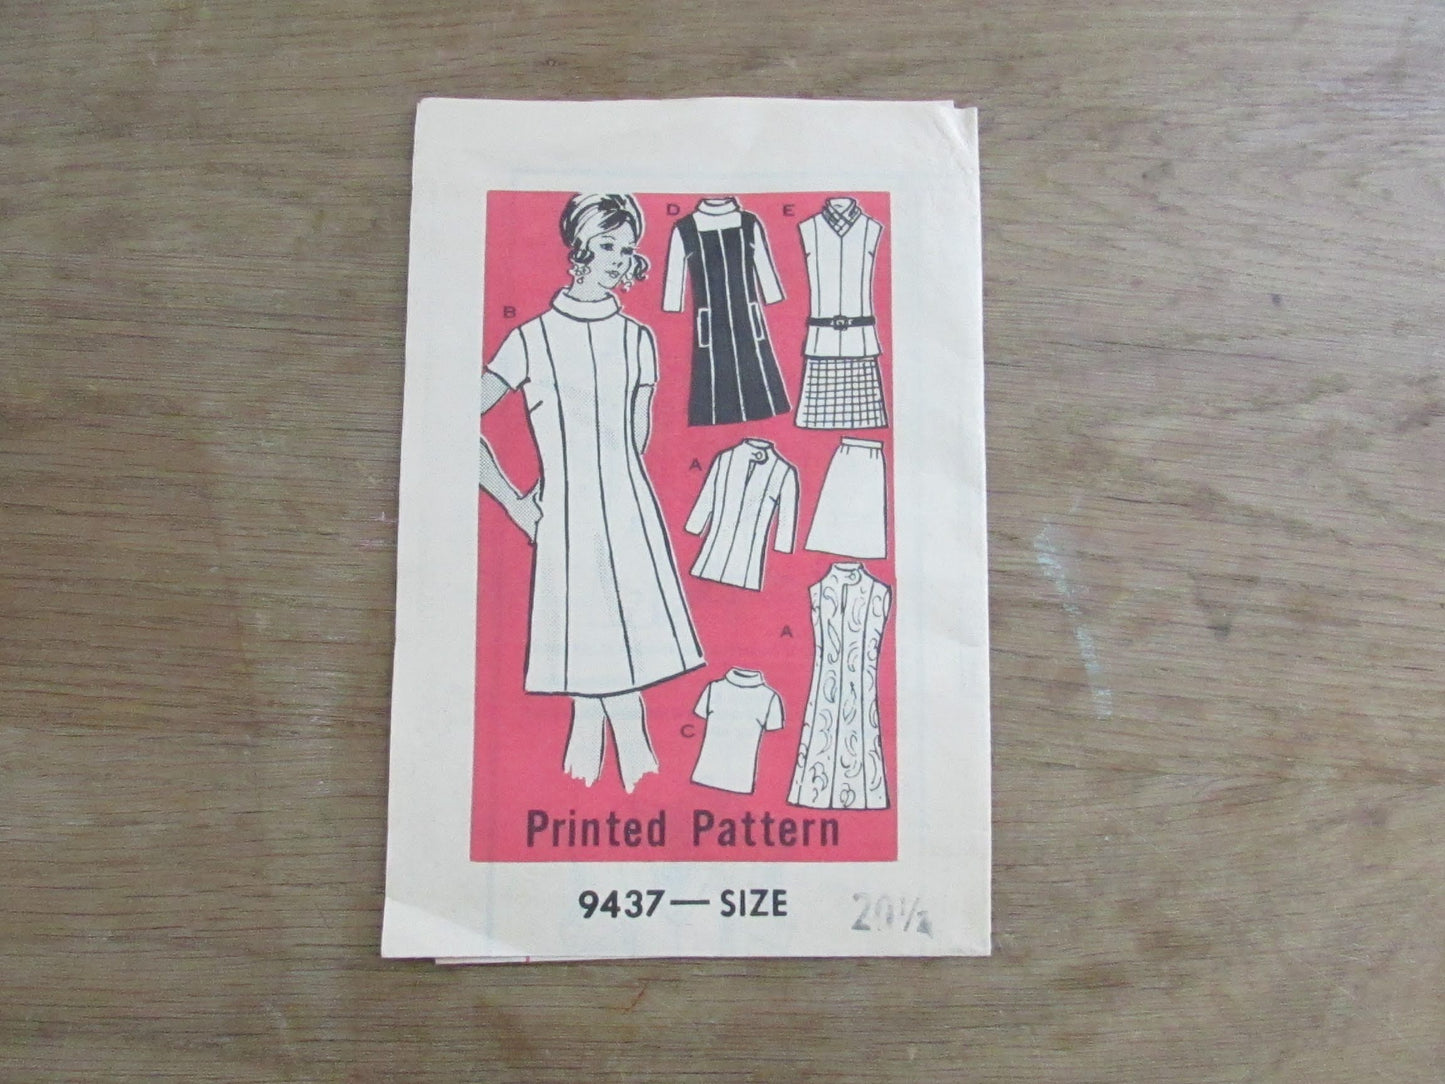 D
E
B
A
A
C
Printed Pattern
9437—SIZE 20½